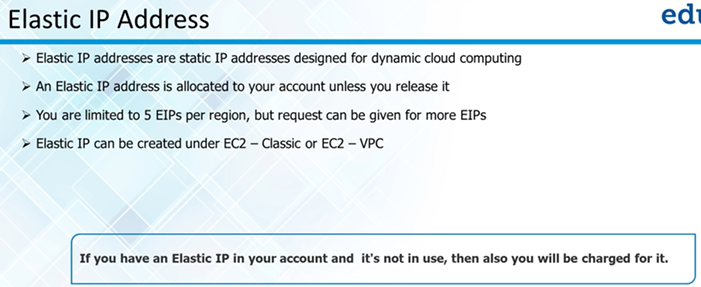 Elastic IP Address
➢ Elastic IP addresses are static IP addresses designed for dynamic cloud computing
➢ An Elastic IP address is allocated to your account unless you release it
➢ You are limited to 5 EIPs per region, but request can be given for more EIPs
➢ Elastic IP can be created under EC2 – Classic or EC2 – VPC
If you have an Elastic IP in your account and it's not in use, then also you will be charged for it.